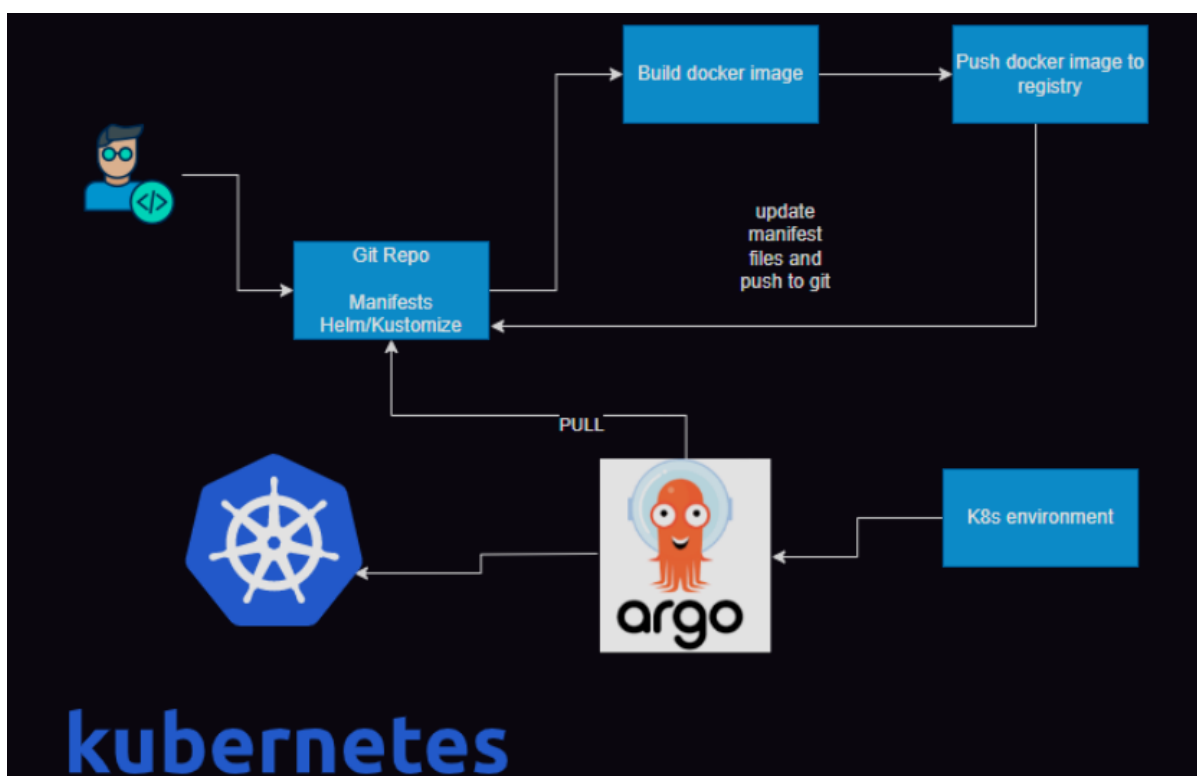 Build docker image
Push docker image to
registry
update
manifest
files and
push to git
Git Repo
Manifests
Helm/Kustomize
PULL
</>
argo
K8s environment
kubernetes